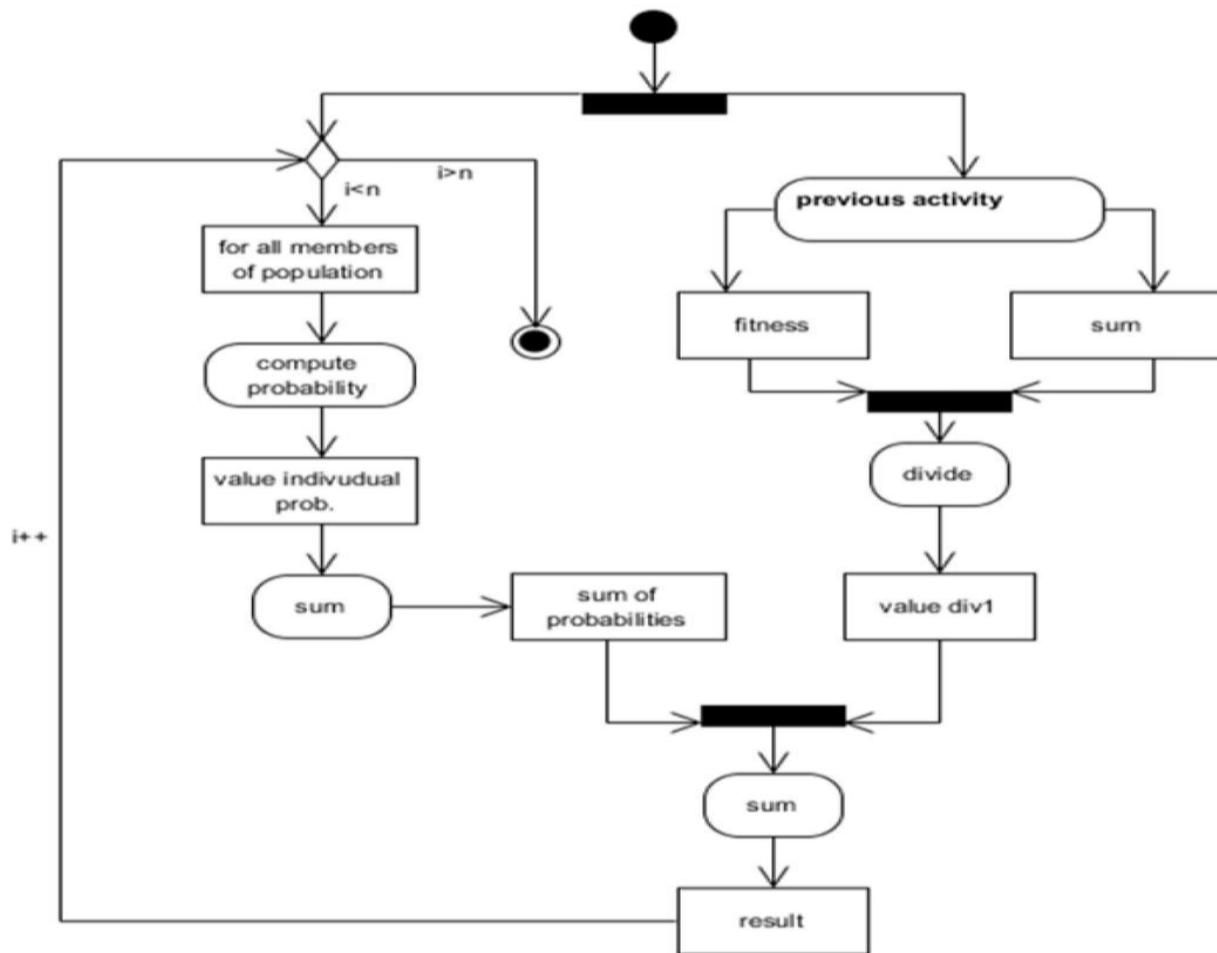 i<n
i>n
previous activity
for all members
of population
fitness
sum
compute
probability
divide
value indivudual
prob.
i++
sum
sum of
probabilities
value div1
sum
result